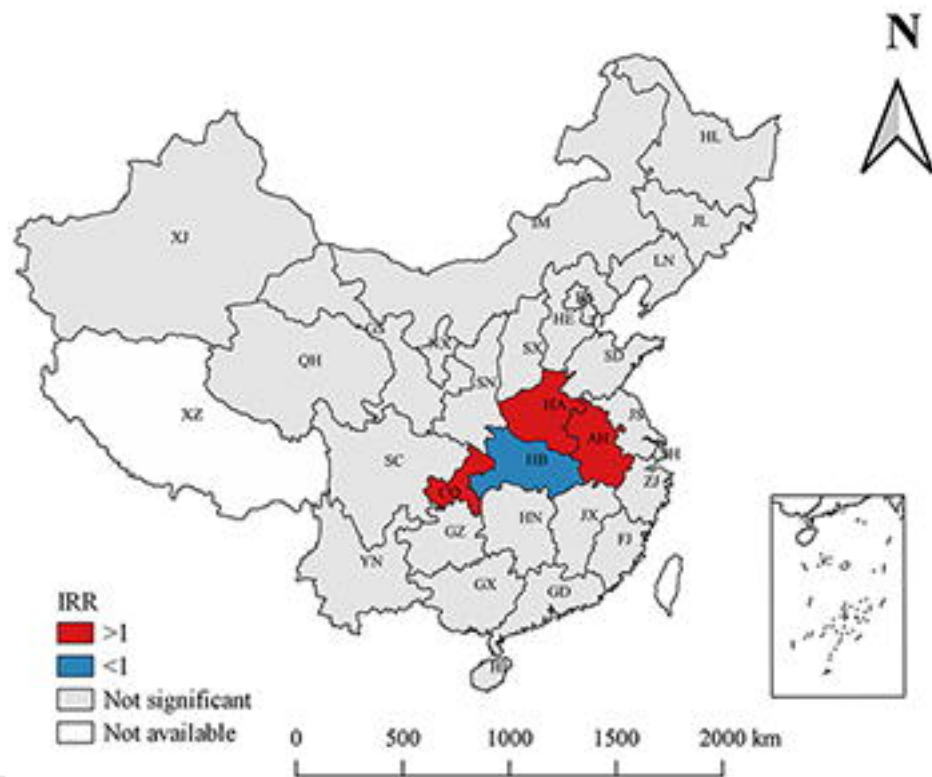 N
HL
JL
IM
XJ
LN
HE
SX
SD
QH
SN
HA
JS
XZ
AH
SC
HB
ZJ
CQ
HN
JX
GZ
FJ
YN
GX
GD
IRR
>1
<1
Not significant
Not available
0 500 1000 1500 2000 km